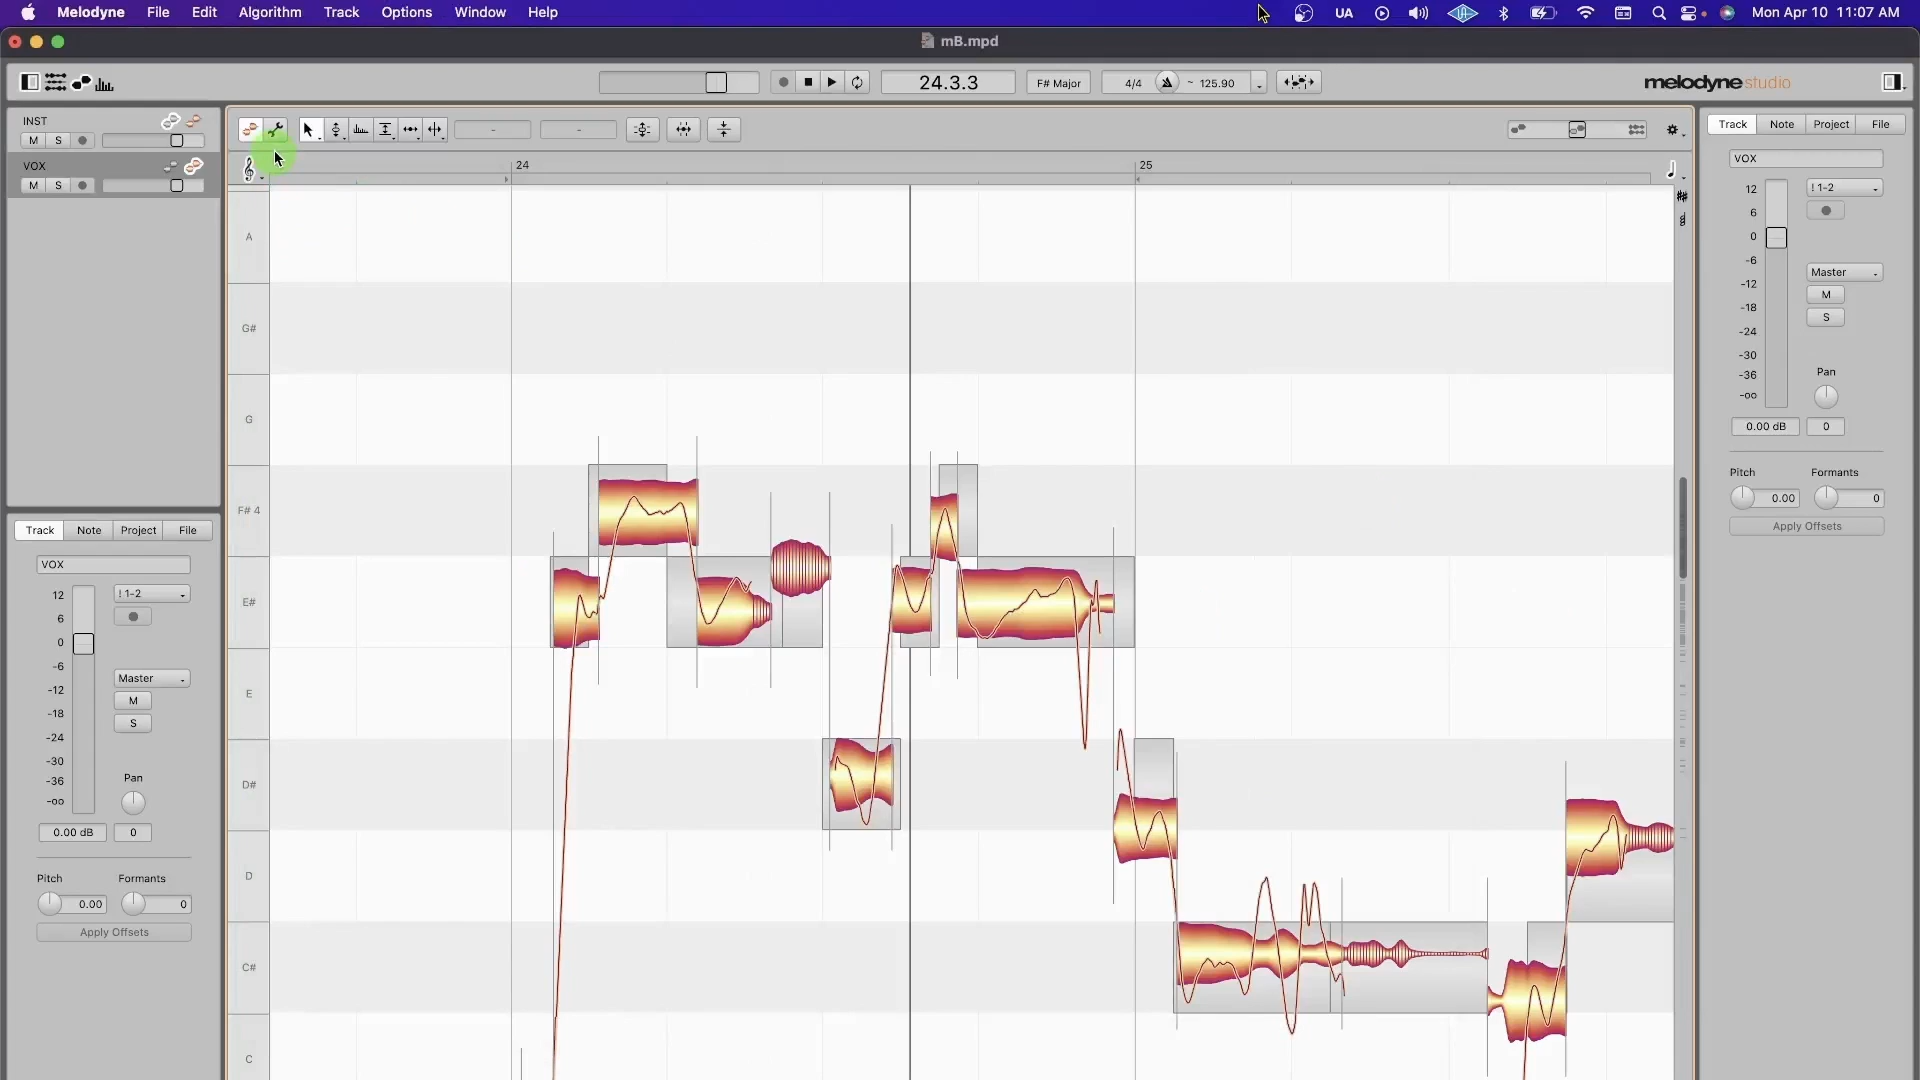 Melodyne File Edit Algorithm Track Options Window Help UA Mon Apr 10 11:07 AM
mB.mpd
24.3.3 F# Major 4/4 ~ 125.90 melodyne studio
INST
M S
VOX
M S
- -
24 25
A
G#
G
F# 4
E#
E
D#
D
C#
C
Track Note Project File
VOX
12
6
0
-6
-12
-18
-24
-30
-36
-oo
! 1-2
Master
M
S
Pan
0.00 dB 0
Pitch Formants
0.00 0
Apply Offsets
Track Note Project File
VOX
12
6
0
-6
-12
-18
-24
-30
-36
-oo
! 1-2
Master
M
S
Pan
0.00 dB 0
Pitch Formants
0.00 0
Apply Offsets